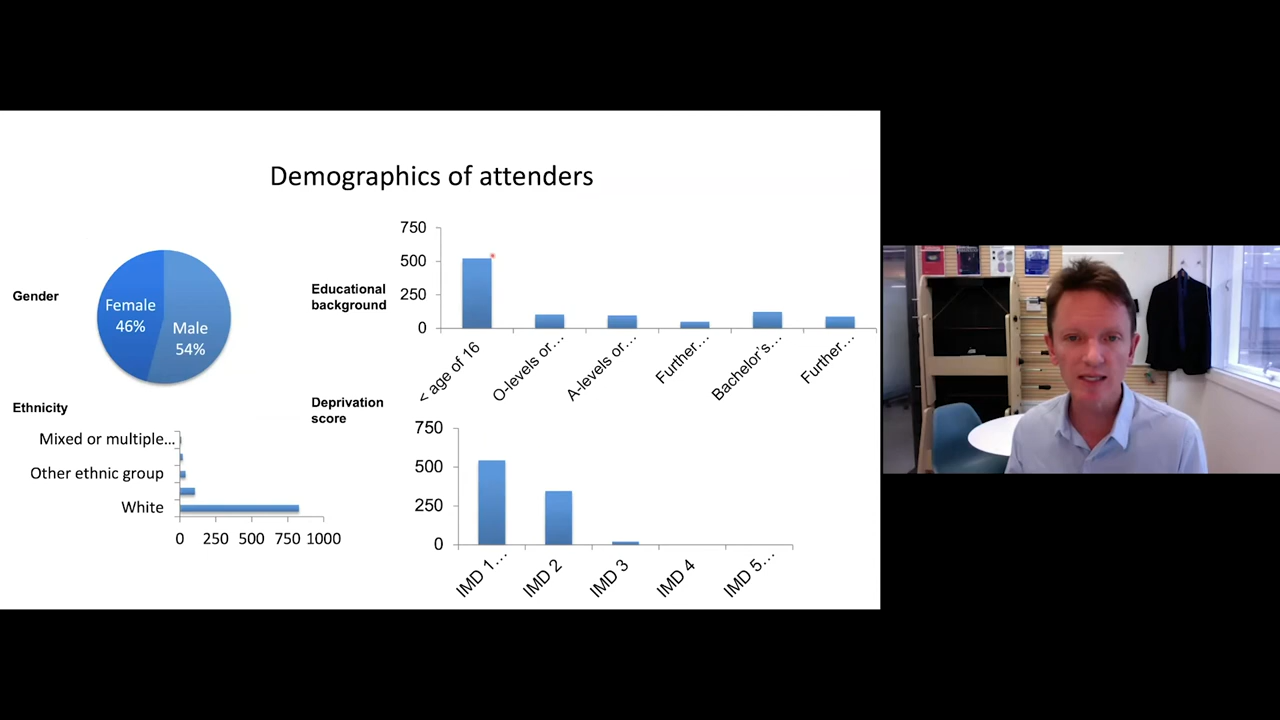 Demographics of attenders
Gender
Female
46%
Male
54%
Educational
background
750
500
250
0
< age of 16
O-levels or...
A-levels or...
Further...
Bachelor's...
Further...
Ethnicity
Mixed or multiple...
Other ethnic group
White
0 250 500 750 1000
Deprivation
score
750
500
250
0
IMD 1...
IMD 2
IMD 3
IMD 4
IMD 5...